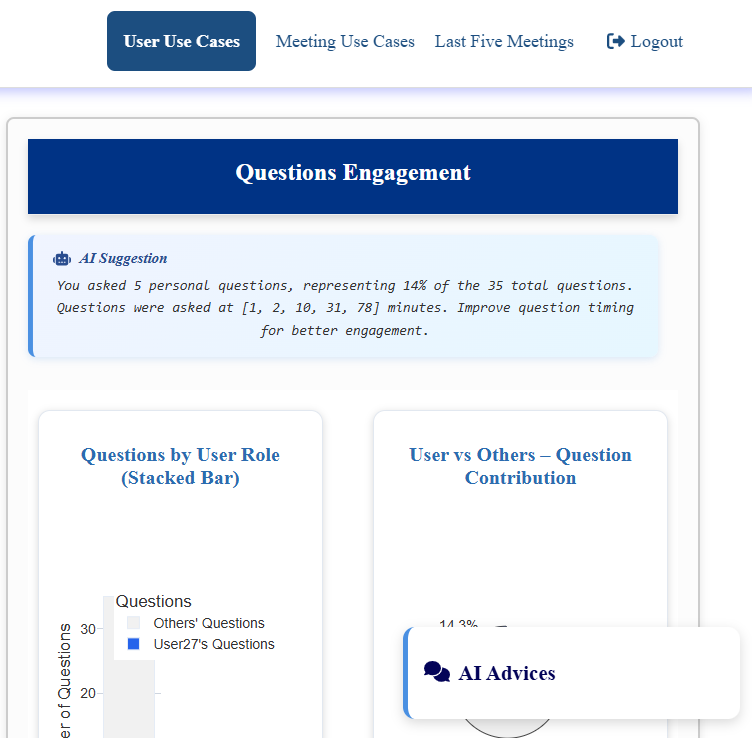 User Use Cases
Meeting Use Cases
Last Five Meetings
Logout
Questions Engagement
AI Suggestion
You asked 5 personal questions, representing 14% of the 35 total questions.
Questions were asked at [1, 2, 10, 31, 78] minutes. Improve question timing
for better engagement.
Questions by User Role
(Stacked Bar)
Questions
Others' Questions
User27's Questions
30
20
er of Questions
User vs Others – Question
Contribution
14.3%
AI Advices